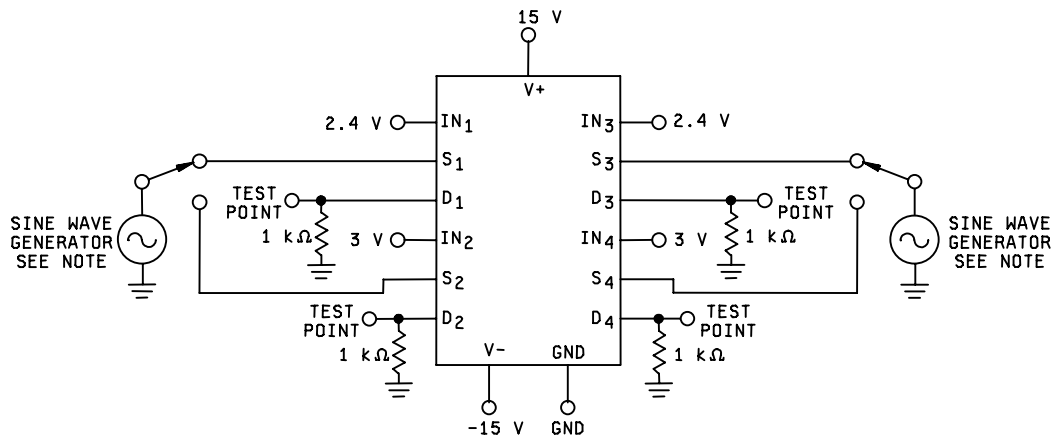 15 V
V+
2.4 V
IN1
IN3
2.4 V
S1
S3
TEST
POINT
D1
D3
TEST
POINT
SINE WAVE
GENERATOR
SEE NOTE
1 kΩ
3 V
IN2
IN4
3 V
1 kΩ
SINE WAVE
GENERATOR
SEE NOTE
S2
S4
TEST
POINT
D2
D4
TEST
POINT
1 kΩ
V-
GND
1 kΩ
-15 V
GND